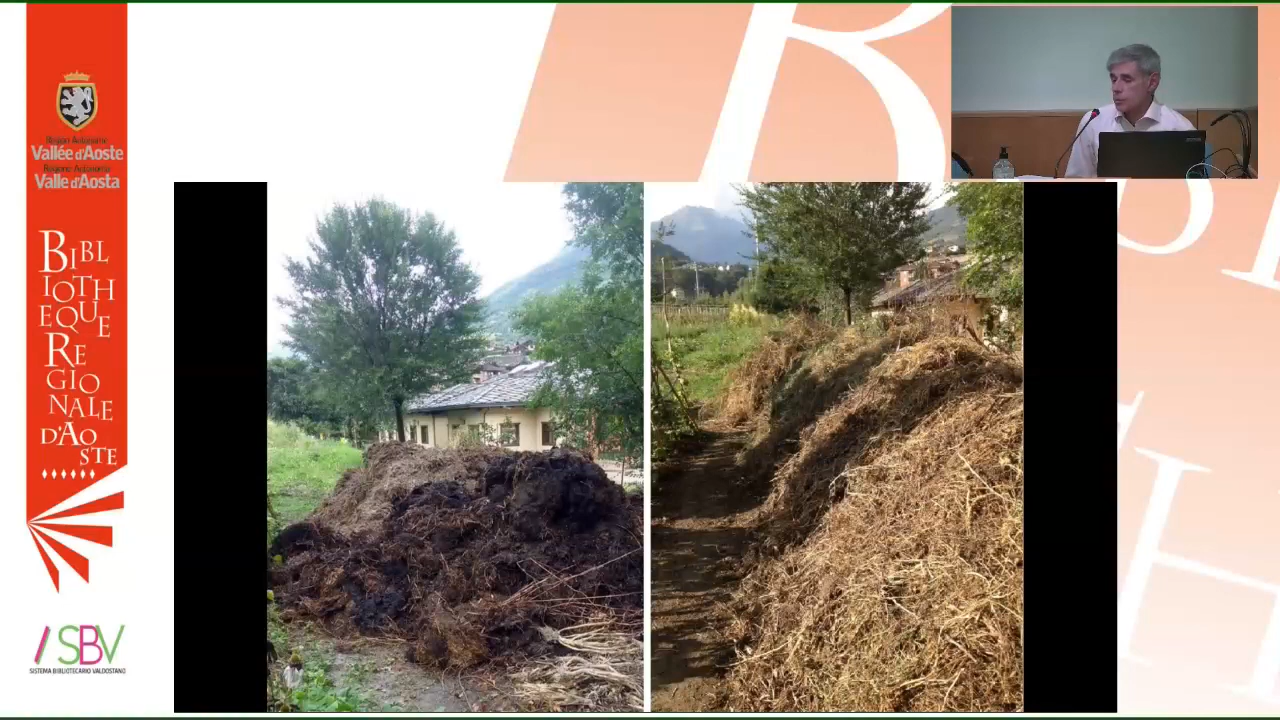 Région Autonome
Vallée d'Aoste
Regione Autonoma
Valle d'Aosta
BIBL
IOTH
EQUE
RE
GIO
NALE
D'AO
STE
/SBV
SISTEMA BIBLIOTECARIO VALDOSTANO
B
H